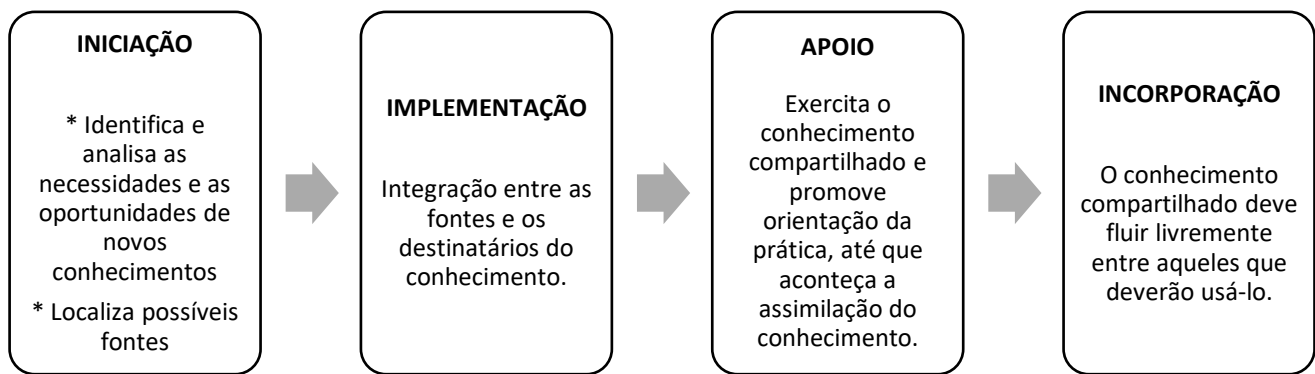 INICIAÇÃO
* Identifica e
analisa as
necessidades e as
oportunidades de
novos
conhecimentos
* Localiza possíveis
fontes
IMPLEMENTAÇÃO
Integração entre as
fontes e os
destinatários do
conhecimento.
APOIO
Exercita o
conhecimento
compartilhado e
promove
orientação da
prática, até que
aconteça a
assimilação do
conhecimento.
INCORPORAÇÃO
O conhecimento
compartilhado deve
fluir livremente
entre aqueles que
deverão usá-lo.